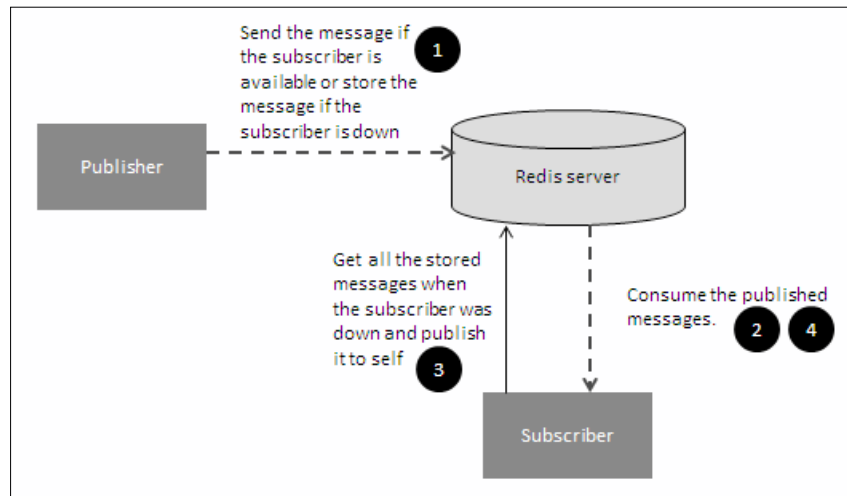 Send the message if
the subscriber is
available or store the
message if the
subscriber is down
1
Publisher
Redis server
Get all the stored
messages when
the subscriber was
down and publish
it to self
3
Consume the published
messages.
2
4
Subscriber